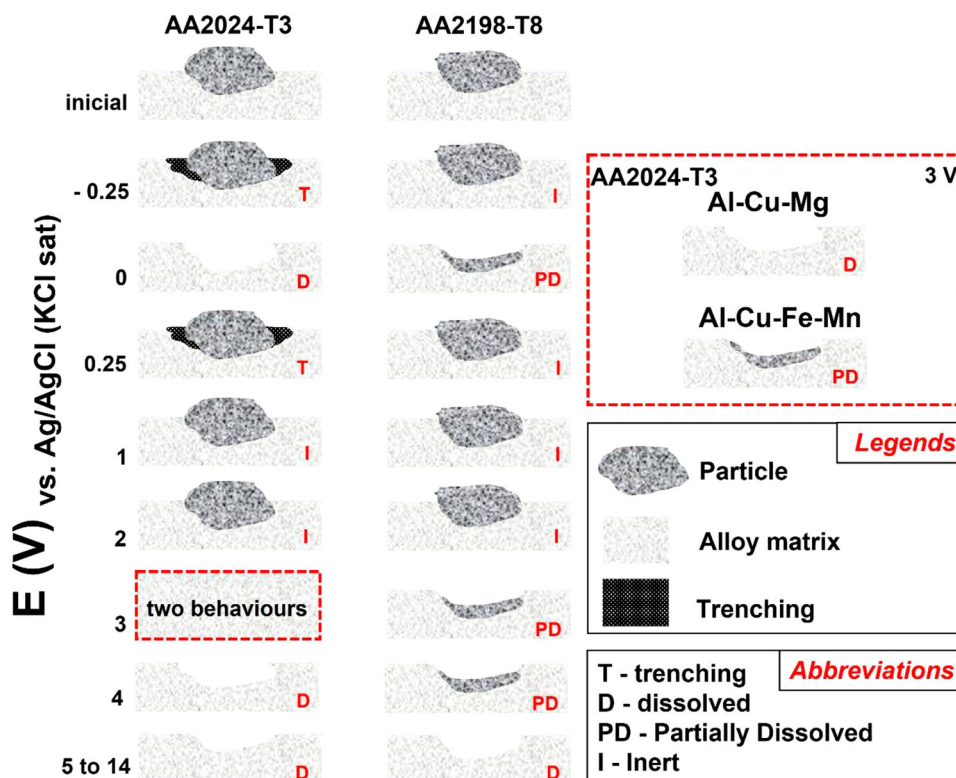 AA2024-T3 AA2198-T8
inicial
- 0.25 T I
0 D PD
0.25 T I
1 I I
2 I I
3 two behaviours PD
4 D PD
5 to 14 D D
E (V) vs. Ag/AgCl (KCl sat)
AA2024-T3 3 V
Al-Cu-Mg
D
Al-Cu-Fe-Mn
PD
Legends
Particle
Alloy matrix
Trenching
Abbreviations
T - trenching
D - dissolved
PD - Partially Dissolved
I - Inert